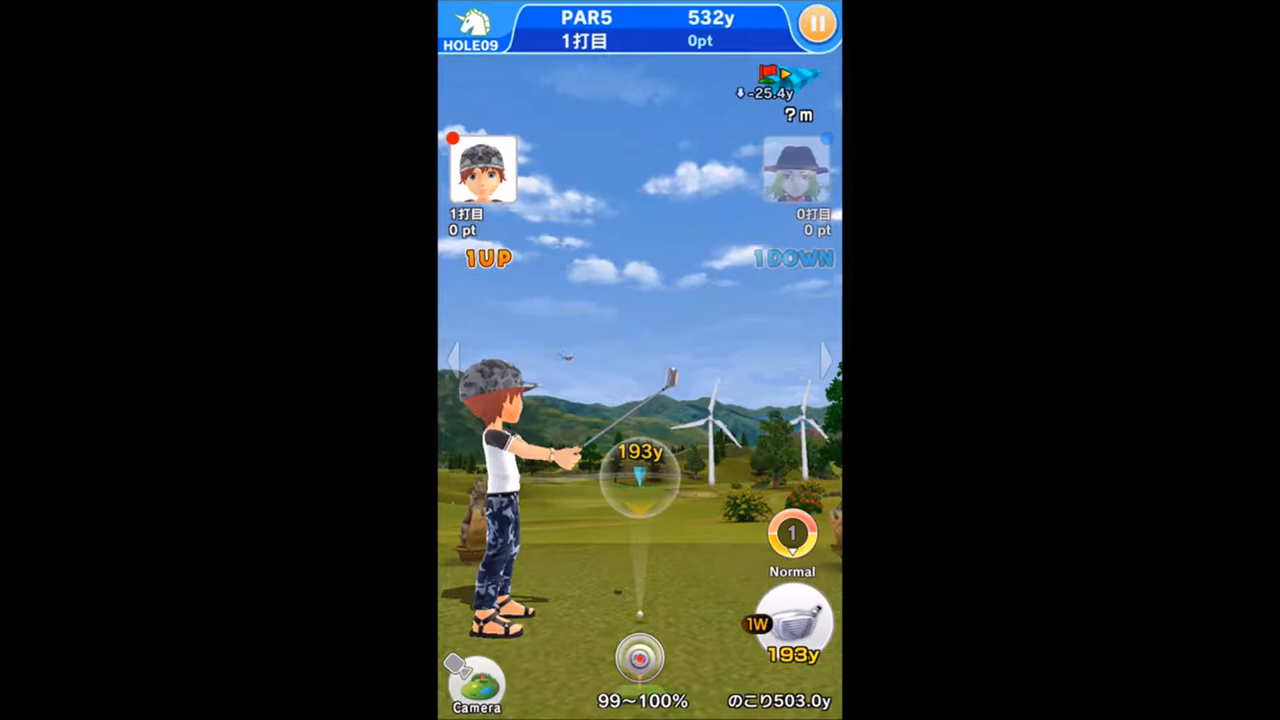 PAR5 532y
HOLE09 1打目 0pt
-25.4y
?m
1打目 0打目
0 pt 0 pt
1UP 1DOWN
193y
1
Normal
1W
193y
Camera 99～100% のこり503.0y